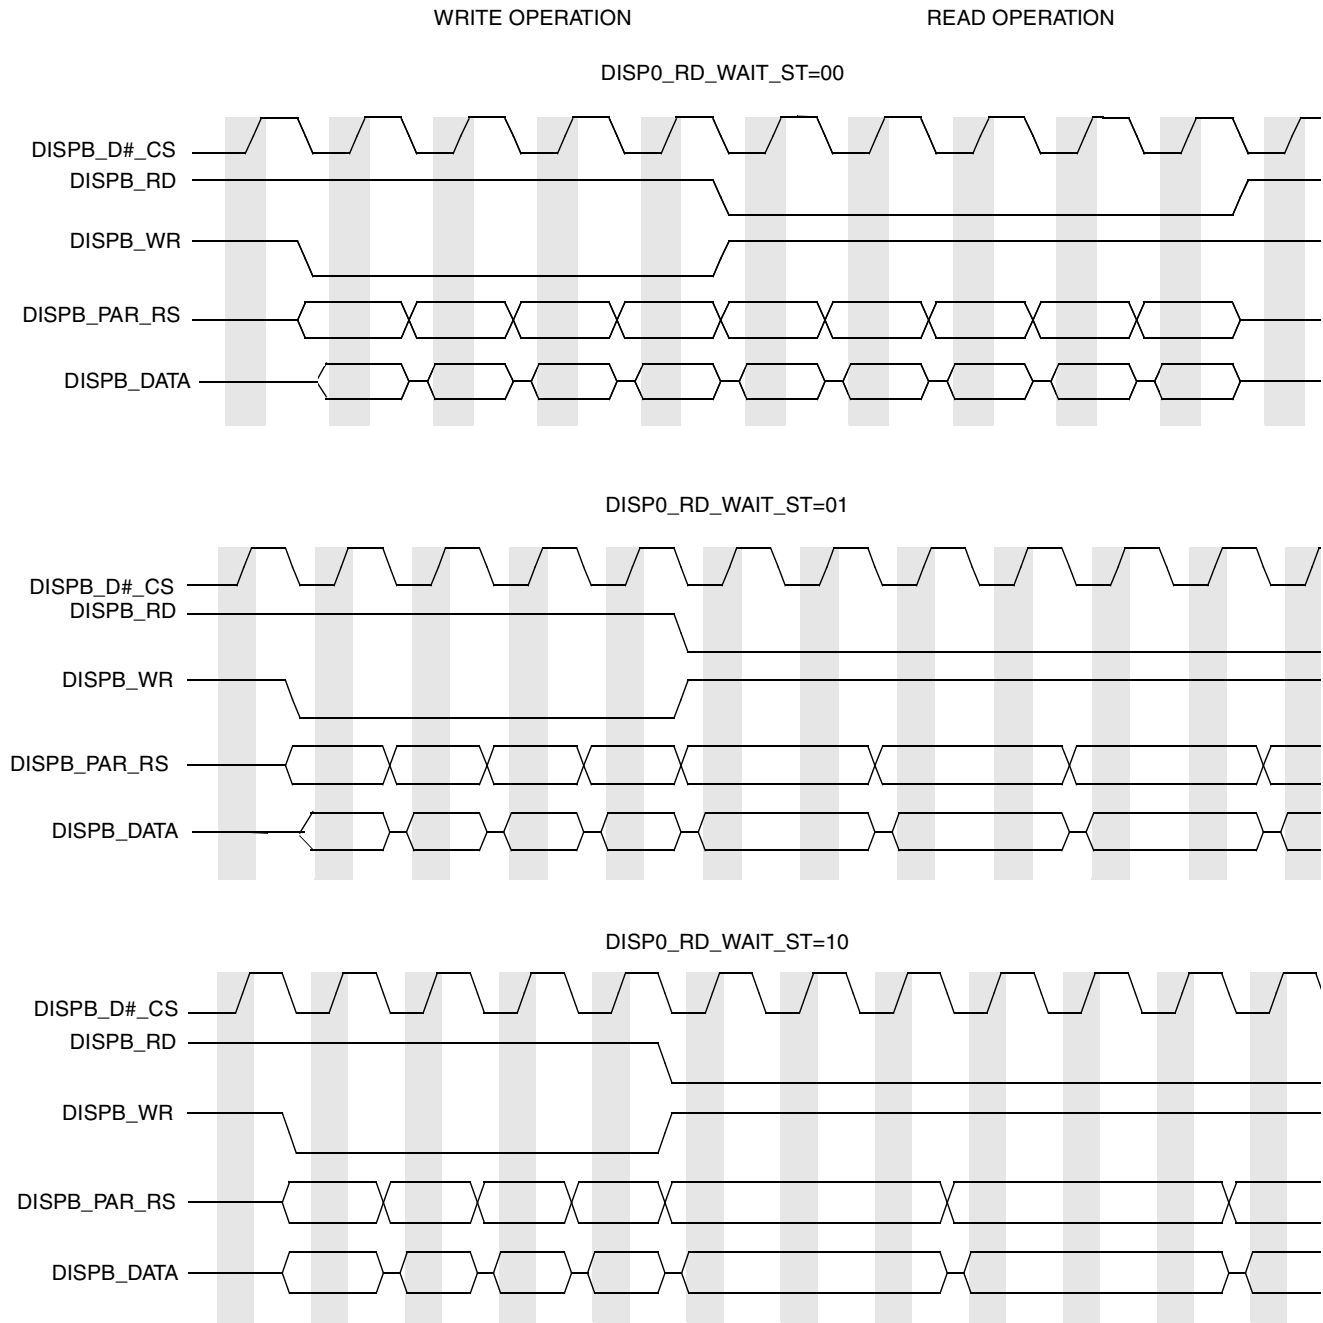 WRITE OPERATION
READ OPERATION
DISP0_RD_WAIT_ST=00
DISPB_D#_CS
DISPB_RD
DISPB_WR
DISPB_PAR_RS
DISPB_DATA
DISP0_RD_WAIT_ST=01
DISPB_D#_CS
DISPB_RD
DISPB_WR
DISPB_PAR_RS
DISPB_DATA
DISP0_RD_WAIT_ST=10
DISPB_D#_CS
DISPB_RD
DISPB_WR
DISPB_PAR_RS
DISPB_DATA